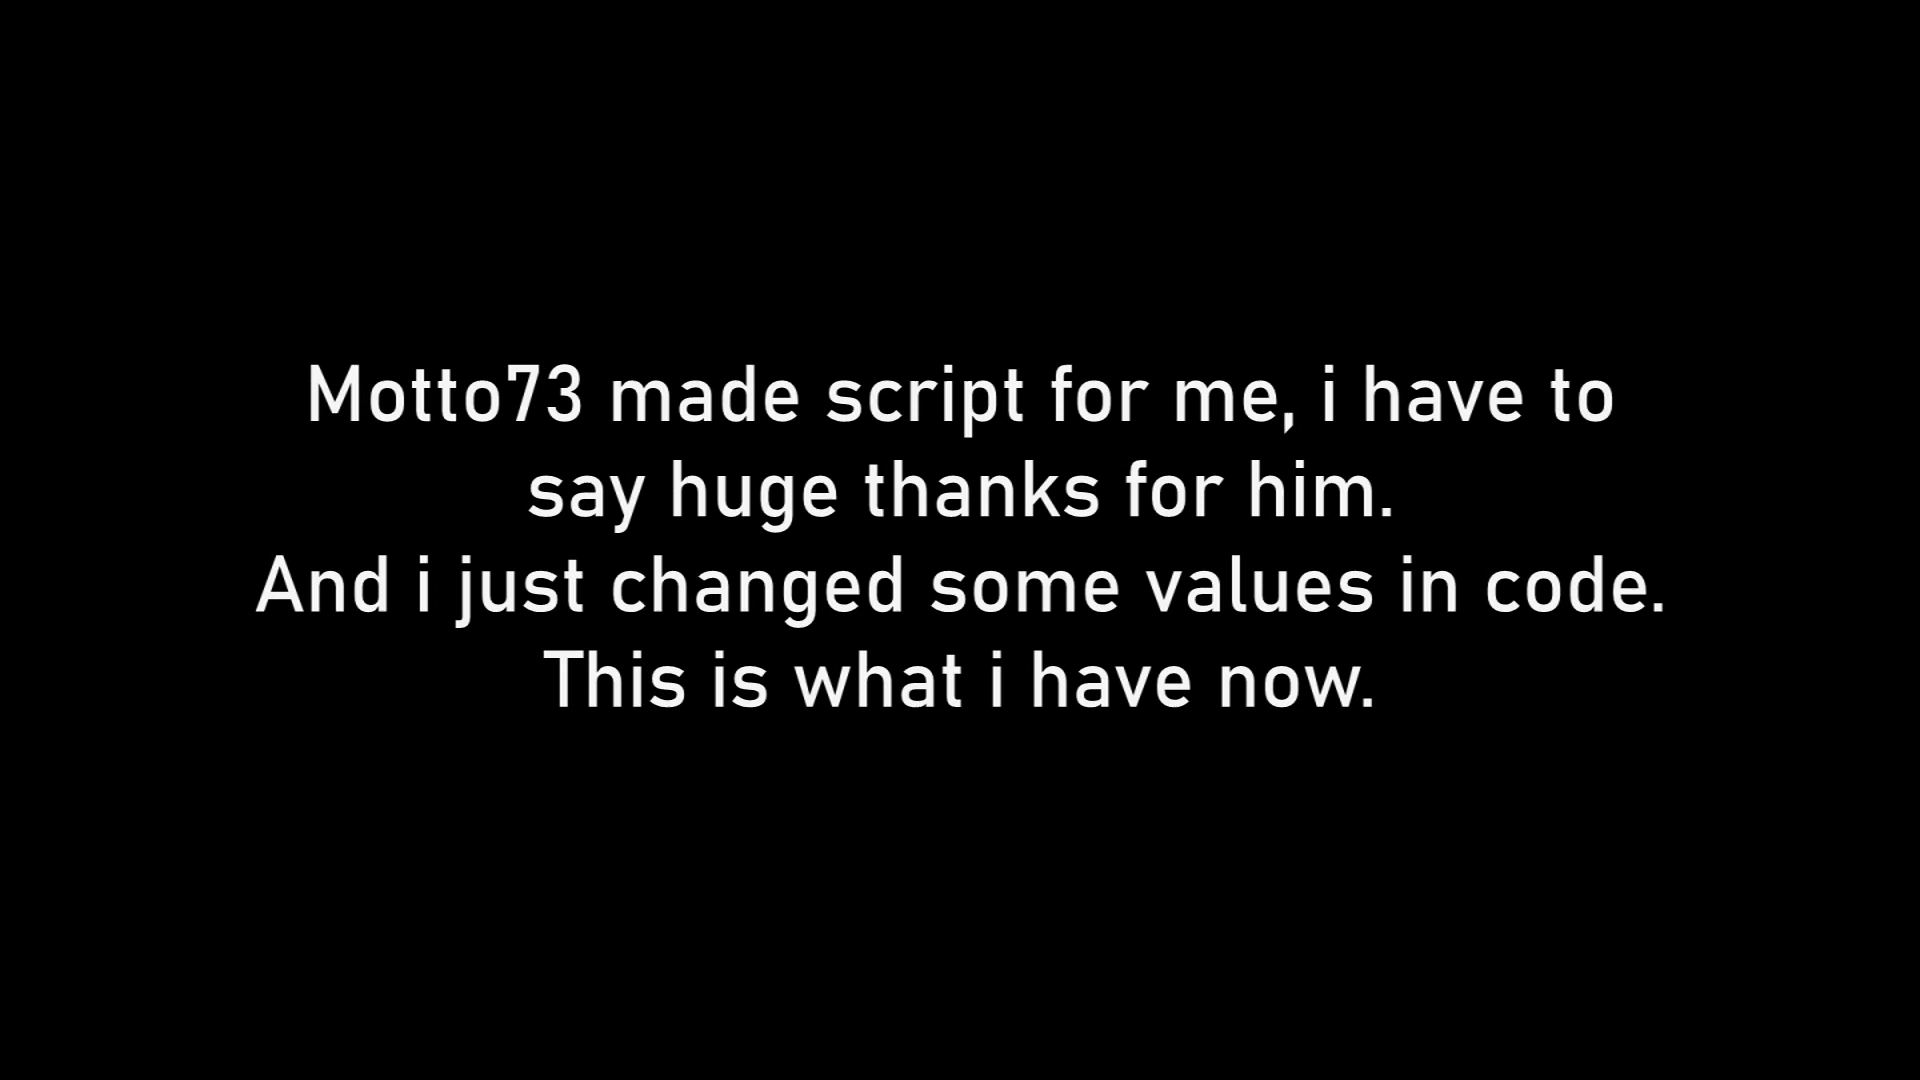 Motto73 made script for me, i have to
say huge thanks for him.
And i just changed some values in code.
This is what i have now.